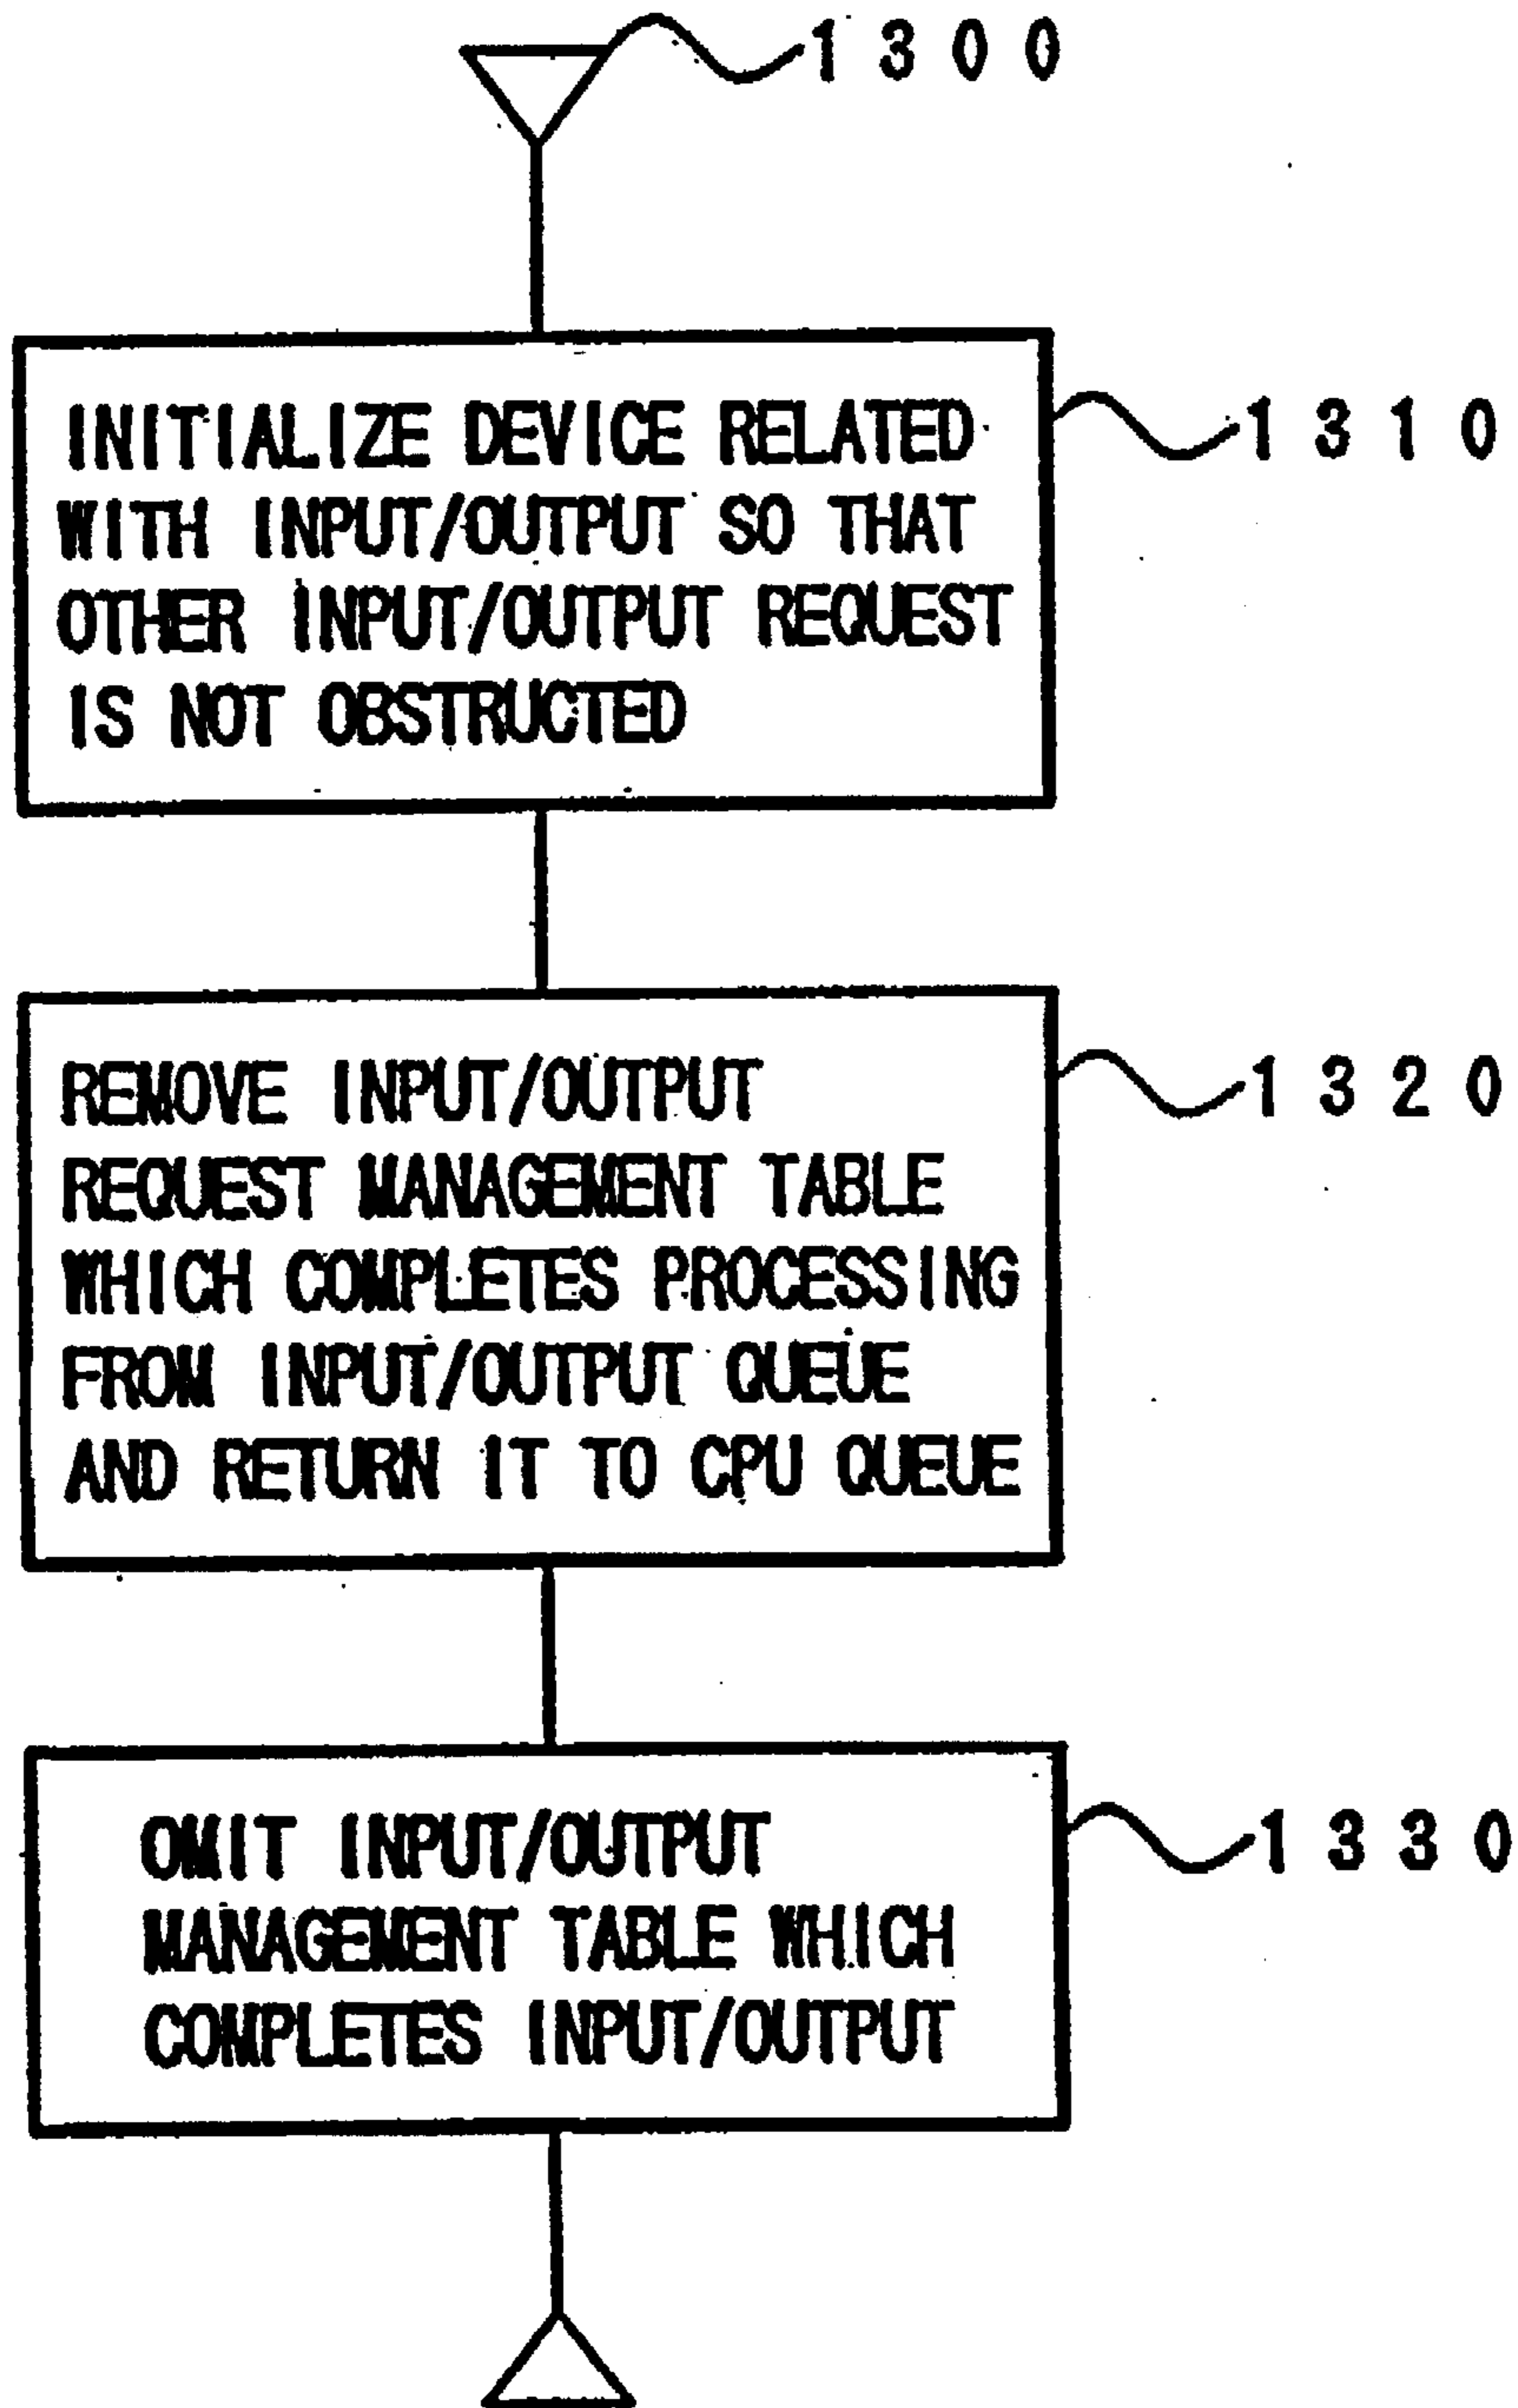 1300
INITIALIZE DEVICE RELATED
WITH INPUT/OUTPUT SO THAT
OTHER INPUT/OUTPUT REQUEST
IS NOT OBSTRUCTED
1310
REMOVE INPUT/OUTPUT
REQUEST MANAGEMENT TABLE
WHICH COMPLETES PROCESSING
FROM INPUT/OUTPUT QUEUE
AND RETURN IT TO CPU QUEUE
1320
OMIT INPUT/OUTPUT
MANAGEMENT TABLE WHICH
COMPLETES INPUT/OUTPUT
1330